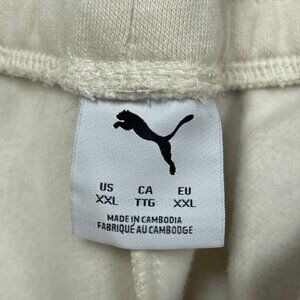 US CA EU
XXL TTG XXL
MADE IN CAMBODIA
FABRIQUÉ AU CAMBODGE